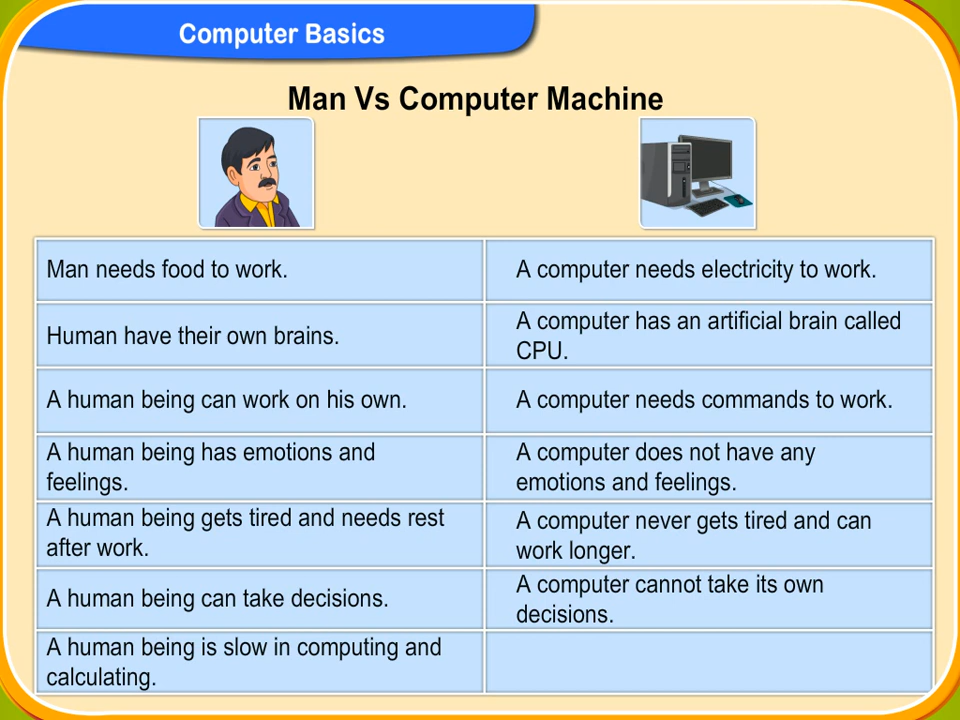 Computer Basics
Man Vs Computer Machine
Man needs food to work.
A computer needs electricity to work.
Human have their own brains.
A computer has an artificial brain called
CPU.
A human being can work on his own.
A computer needs commands to work.
A human being has emotions and
feelings.
A computer does not have any
emotions and feelings.
A human being gets tired and needs rest
after work.
A computer never gets tired and can
work longer.
A human being can take decisions.
A computer cannot take its own
decisions.
A human being is slow in computing and
calculating.